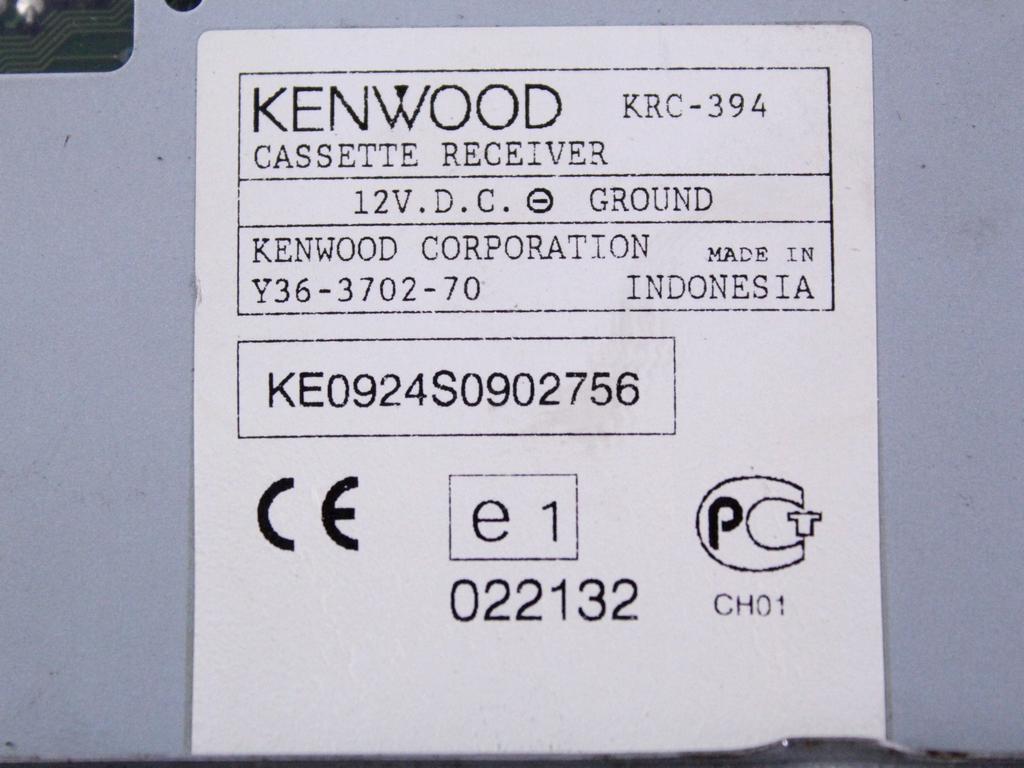 KENWOOD KRC-394
CASSETTE RECEIVER
12V.D.C. ⊖ GROUND
KENWOOD CORPORATION MADE IN
Y36-3702-70 INDONESIA
KE0924S0902756
CE e1 PCT
022132 CH01